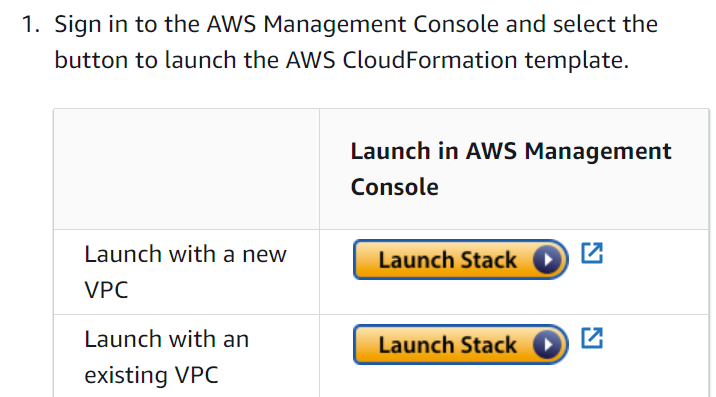 1. Sign in to the AWS Management Console and select the
button to launch the AWS CloudFormation template.
Launch in AWS Management
Console
Launch with a new
VPC
Launch Stack
Launch with an
existing VPC
Launch Stack